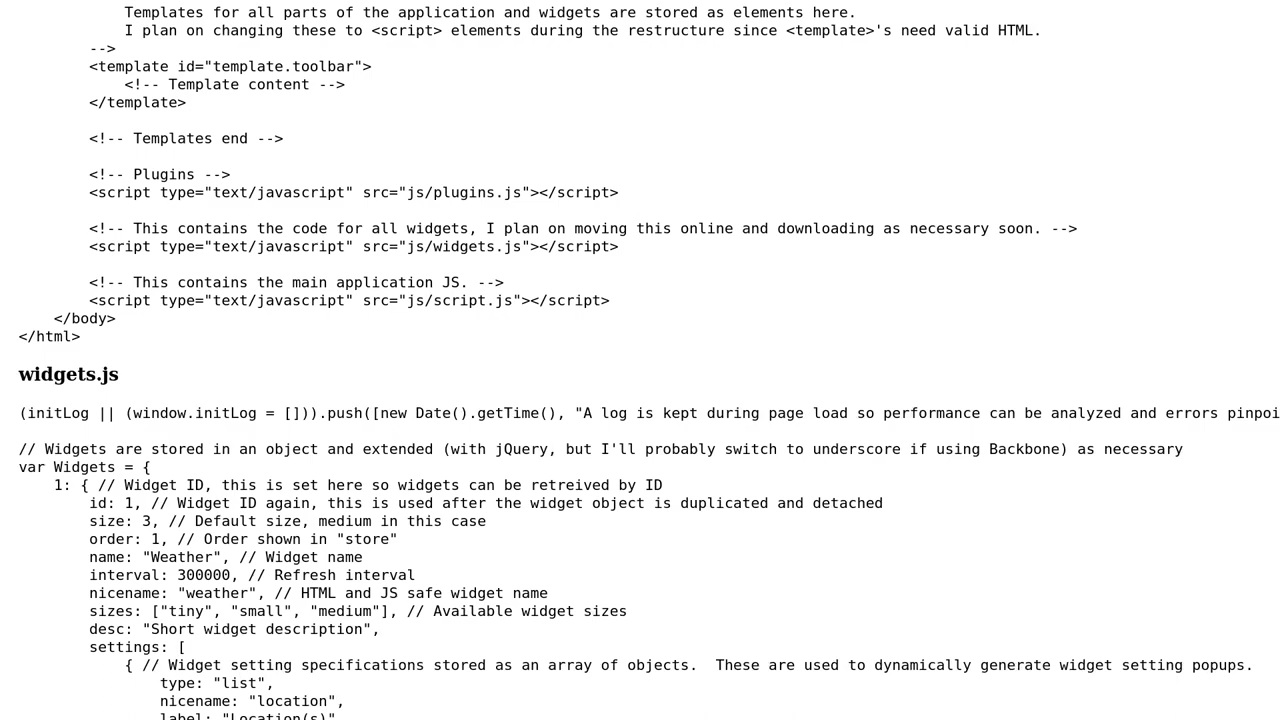 Templates for all parts of the application and widgets are stored as elements here.
I plan on changing these to <script> elements during the restructure since <template>'s need valid HTML.
-->
<template id="template.toolbar">
<!-- Template content -->
</template>
<!-- Templates end -->
<!-- Plugins -->
<script type="text/javascript" src="js/plugins.js"></script>
<!-- This contains the code for all widgets, I plan on moving this online and downloading as necessary soon. -->
<script type="text/javascript" src="js/widgets.js"></script>
<!-- This contains the main application JS. -->
<script type="text/javascript" src="js/script.js"></script>
</body>
</html>
widgets.js
(initLog || (window.initLog = [])).push([new Date().getTime(), "A log is kept during page load so performance can be analyzed and errors pinpoi
// Widgets are stored in an object and extended (with jQuery, but I'll probably switch to underscore if using Backbone) as necessary
var Widgets = {
1: { // Widget ID, this is set here so widgets can be retreived by ID
id: 1, // Widget ID again, this is used after the widget object is duplicated and detached
size: 3, // Default size, medium in this case
order: 1, // Order shown in "store"
name: "Weather", // Widget name
interval: 300000, // Refresh interval
nicename: "weather", // HTML and JS safe widget name
sizes: ["tiny", "small", "medium"], // Available widget sizes
desc: "Short widget description",
settings: [
{ // Widget setting specifications stored as an array of objects.  These are used to dynamically generate widget setting popups.
type: "list",
nicename: "location",
label: "Location(s)"